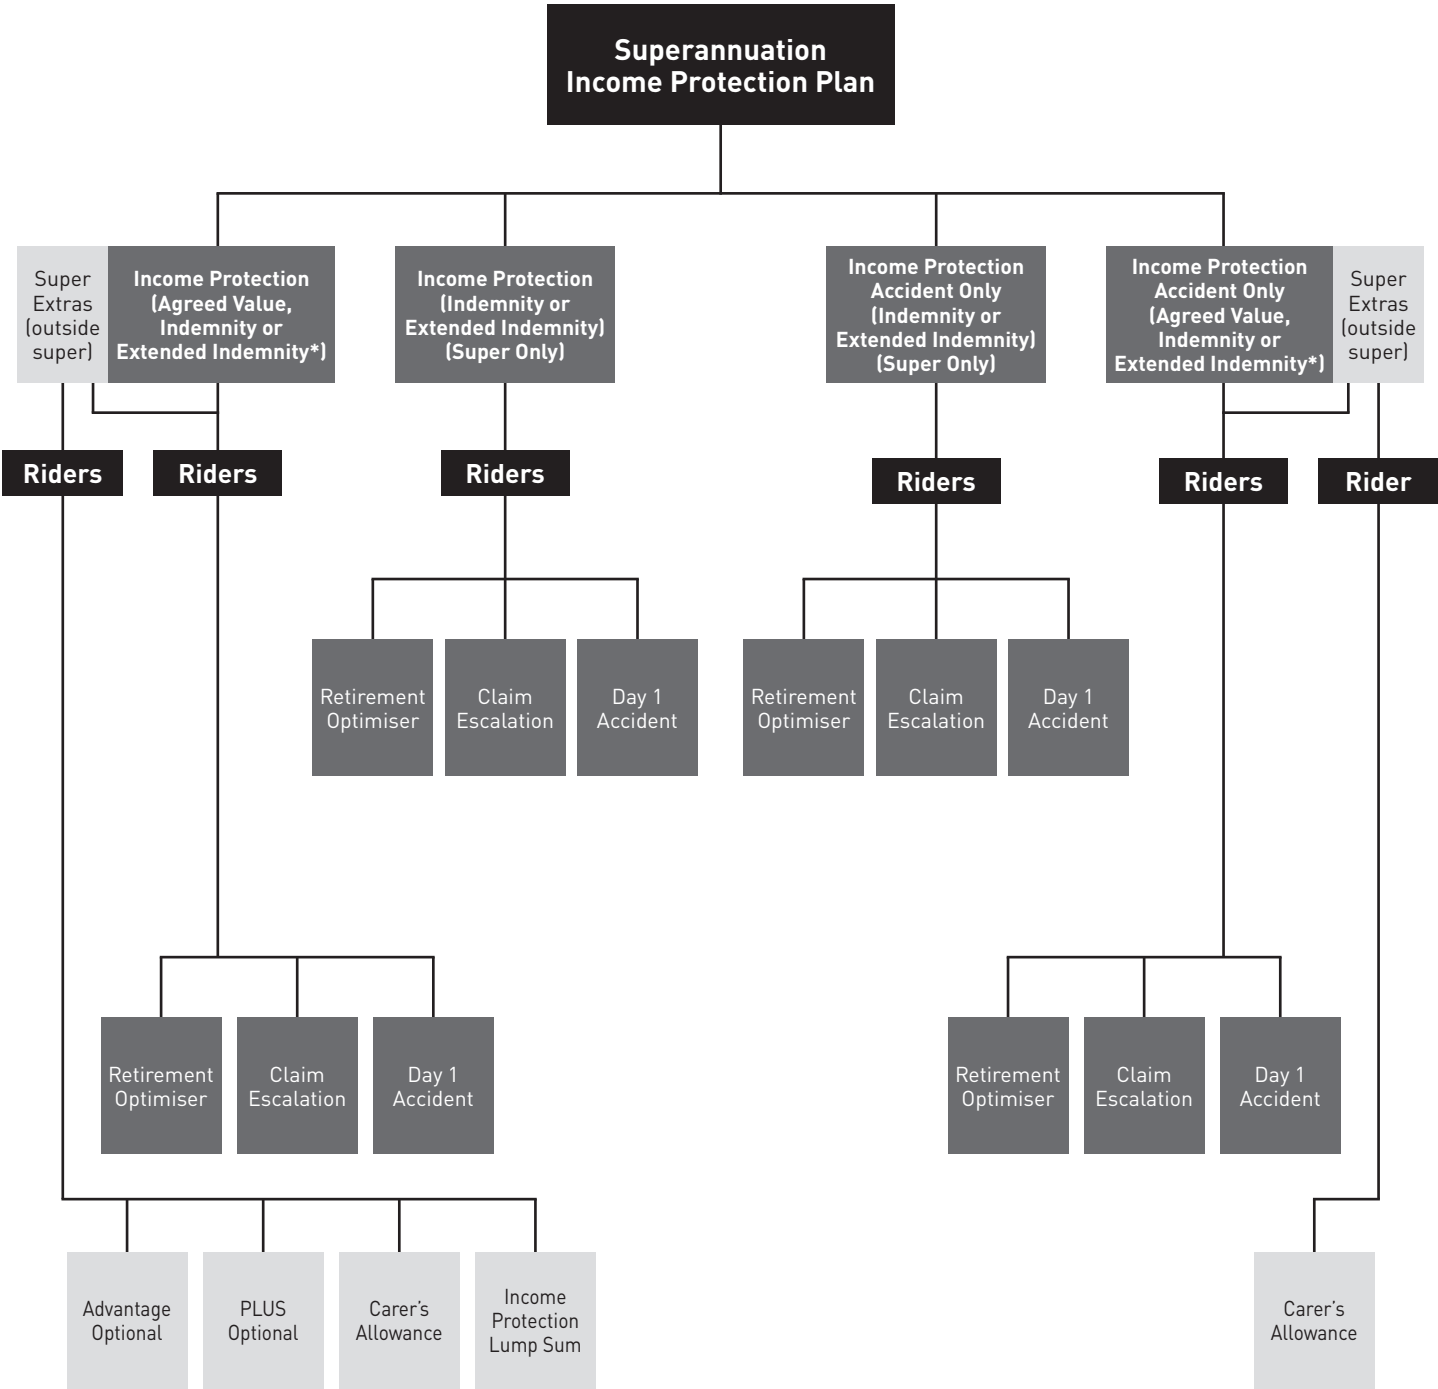 Superannuation
Income Protection Plan
Super
Extras
(outside
super)
Income Protection
(Agreed Value,
Indemnity or
Extended Indemnity*)
Income Protection
(Indemnity or
Extended Indemnity)
(Super Only)
Income Protection
Accident Only
(Indemnity or
Extended Indemnity)
(Super Only)
Income Protection
Accident Only
(Agreed Value,
Indemnity or
Extended Indemnity*)
Super
Extras
(outside
super)
Riders
Riders
Riders
Riders
Riders
Rider
Retirement
Optimiser
Claim
Escalation
Day 1
Accident
Retirement
Optimiser
Claim
Escalation
Day 1
Accident
Retirement
Optimiser
Claim
Escalation
Day 1
Accident
Retirement
Optimiser
Claim
Escalation
Day 1
Accident
Advantage
Optional
PLUS
Optional
Carer's
Allowance
Income
Protection
Lump Sum
Carer's
Allowance